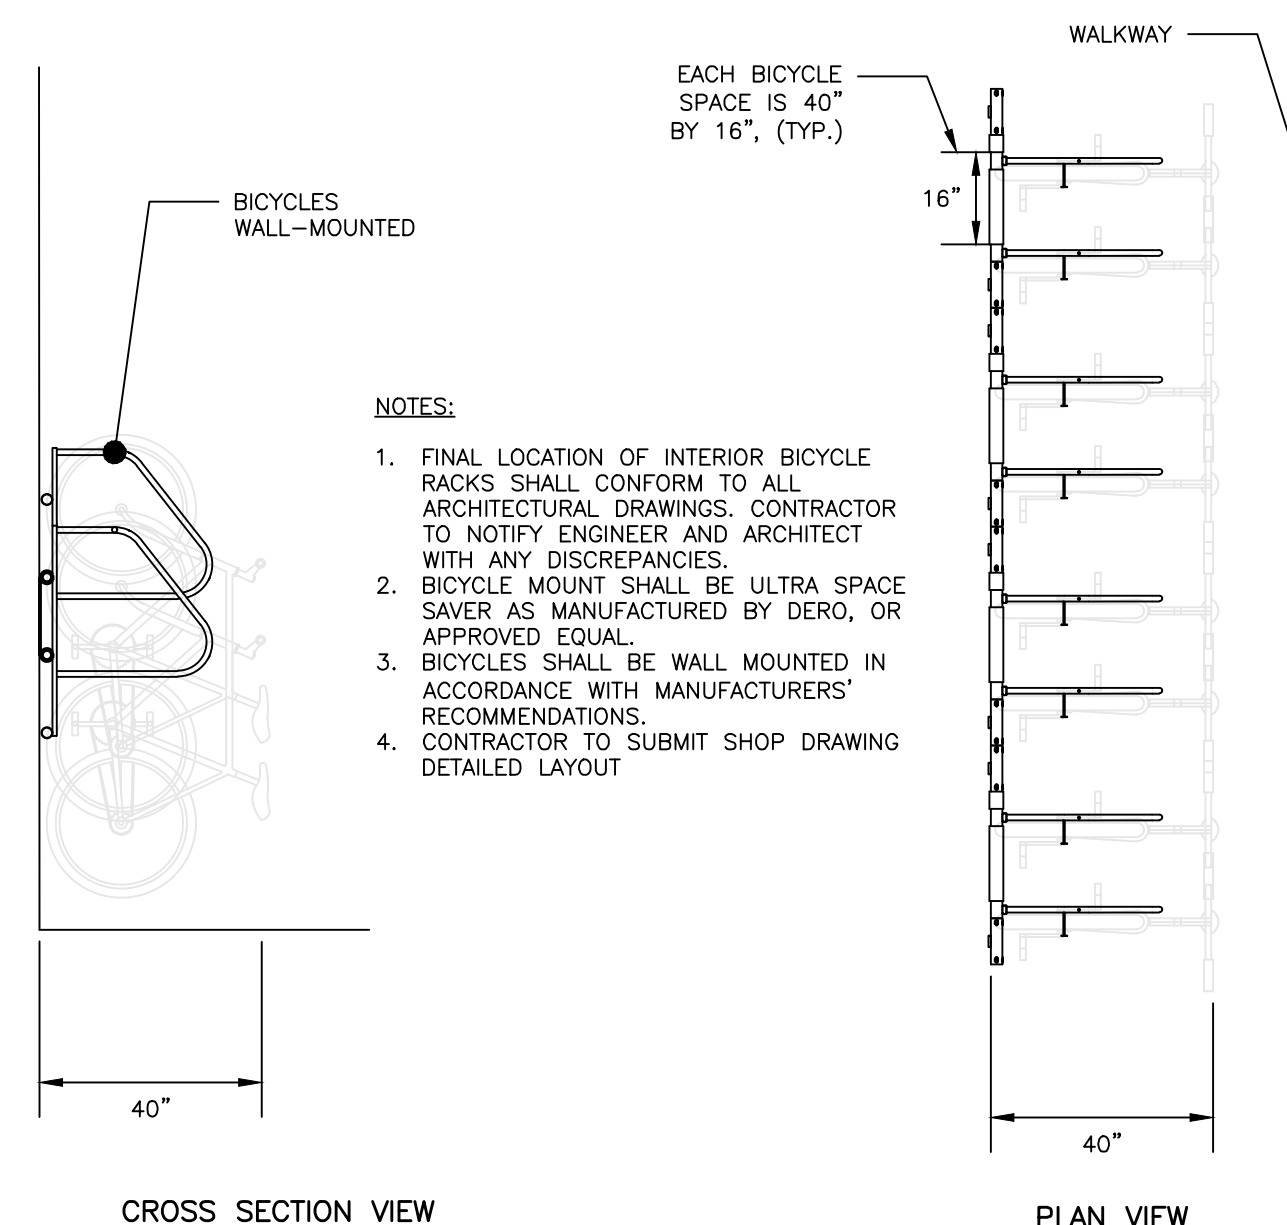 WALKWAY
EACH BICYCLE
SPACE IS 40"
BY 16", (TYP.)
16"
BICYCLES
WALL-MOUNTED
NOTES:
1. FINAL LOCATION OF INTERIOR BICYCLE
RACKS SHALL CONFORM TO ALL
ARCHITECTURAL DRAWINGS. CONTRACTOR
TO NOTIFY ENGINEER AND ARCHITECT
WITH ANY DISCREPANCIES.
2. BICYCLE MOUNT SHALL BE ULTRA SPACE
SAVER AS MANUFACTURED BY DERO, OR
APPROVED EQUAL.
3. BICYCLES SHALL BE WALL MOUNTED IN
ACCORDANCE WITH MANUFACTURERS'
RECOMMENDATIONS.
4. CONTRACTOR TO SUBMIT SHOP DRAWING
DETAILED LAYOUT
40"
40"
CROSS SECTION VIEW
PLAN VIEW